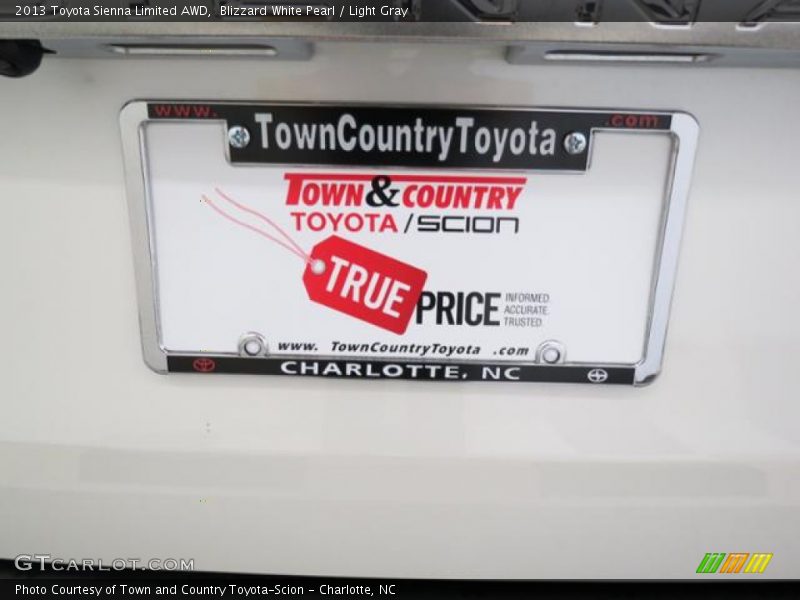 2013 Toyota Sienna Limited AWD, Blizzard White Pearl / Light Gray
www. .com
TownCountryToyota
TOWN & COUNTRY
TOYOTA / SCION
TRUE PRICE
INFORMED.
ACCURATE.
TRUSTED.
www. TownCountryToyota .com
CHARLOTTE, NC
GTCARLOT.COM
Photo Courtesy of Town and Country Toyota-Scion - Charlotte, NC